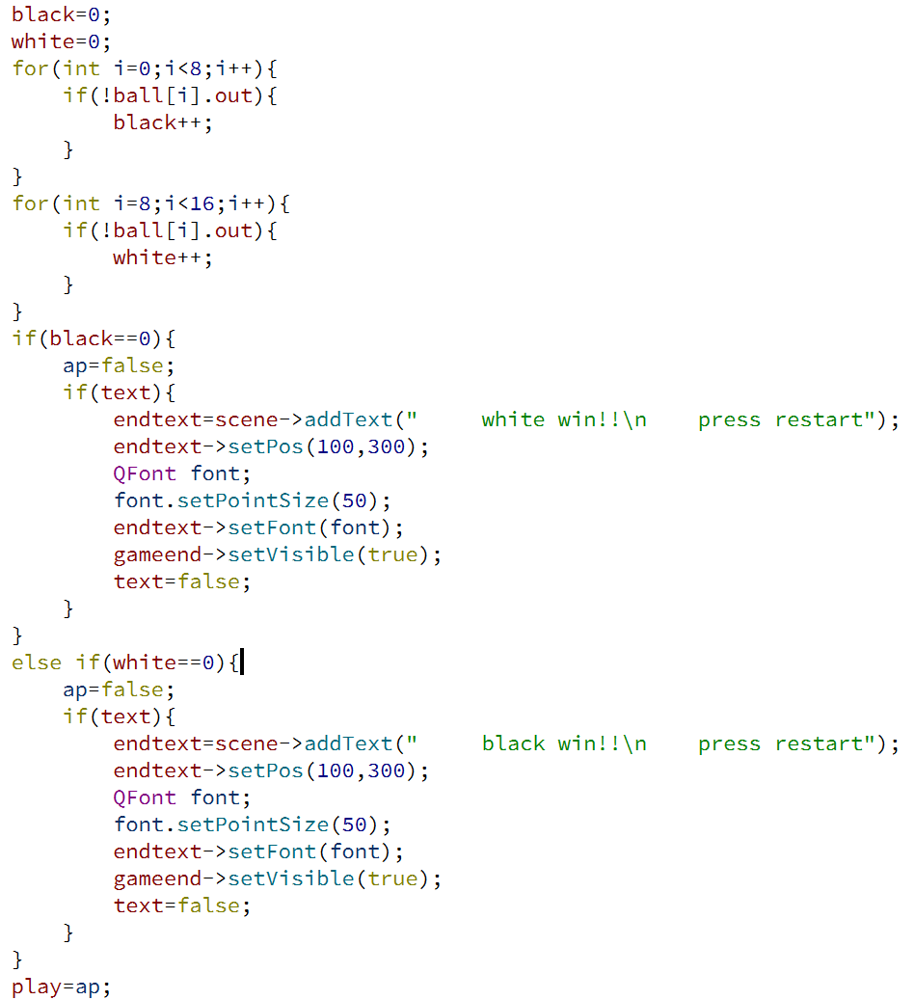 black=0;
white=0;
for(int i=0;i<8;i++){
    if(!ball[i].out){
        black++;
    }
}
for(int i=8;i<16;i++){
    if(!ball[i].out){
        white++;
    }
}
if(black==0){
    ap=false;
    if(text){
        endtext=scene->addText("     white win!!\n    press restart");
        endtext->setPos(100,300);
        QFont font;
        font.setPointSize(50);
        endtext->setFont(font);
        gameend->setVisible(true);
        text=false;
    }
}
else if(white==0){
    ap=false;
    if(text){
        endtext=scene->addText("     black win!!\n    press restart");
        endtext->setPos(100,300);
        QFont font;
        font.setPointSize(50);
        endtext->setFont(font);
        gameend->setVisible(true);
        text=false;
    }
}
play=ap;